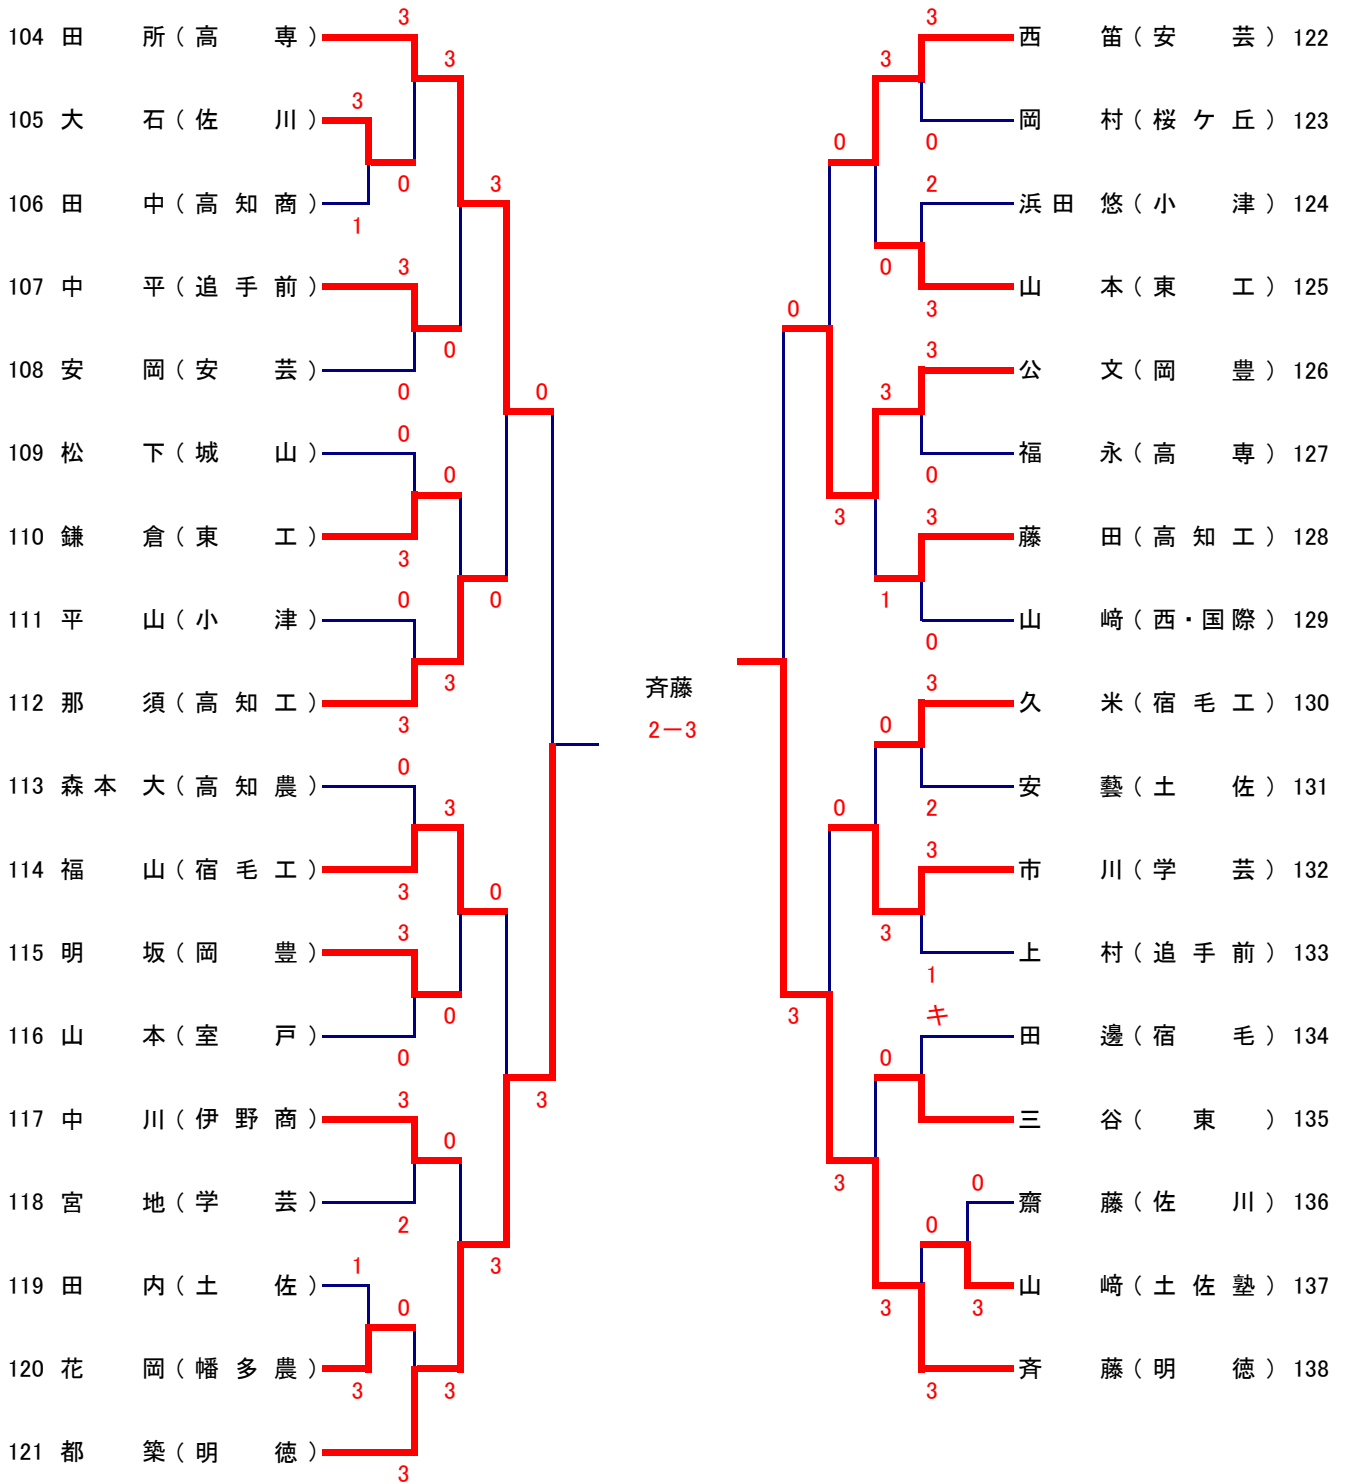 3
104 田 所 ( 高 専 )
3
105 大 石 ( 佐 川 )
3
0
106 田 中 ( 高 知 商 )
1
3
107 中 平 ( 追 手 前 )
3
0
108 安 岡 ( 安 芸 )
0
0
109 松 下 ( 城 山 )
0
0
110 鎌 倉 ( 東 工 )
3
0
111 平 山 ( 小 津 )
0
3
112 那 須 ( 高 知 工 )
3
0
113 森 本 大 ( 高 知 農 )
3
114 福 山 ( 宿 毛 工 )
3
0
115 明 坂 ( 岡 豊 )
3
0
116 山 本 ( 室 戸 )
0
3
117 中 川 ( 伊 野 商 )
3
0
118 宮 地 ( 学 芸 )
2
3
119 田 内 ( 土 佐 )
1
0
120 花 岡 ( 幡 多 農 )
3
3
121 都 築 ( 明 徳 )
3
斉藤
2－3
3
西 笛 ( 安 芸 ) 122
3
岡 村 ( 桜 ケ 丘 ) 123
0
0
2
浜 田 悠 ( 小 津 ) 124
0
山 本 ( 東 工 ) 125
3
0
3
公 文 ( 岡 豊 ) 126
3
福 永 ( 高 専 ) 127
0
3
3
藤 田 ( 高 知 工 ) 128
1
山 﨑 ( 西・国 際 ) 129
0
3
久 米 ( 宿 毛 工 ) 130
0
安 藝 ( 土 佐 ) 131
2
0
3
市 川 ( 学 芸 ) 132
3
上 村 ( 追 手 前 ) 133
1
3
キ
田 邊 ( 宿 毛 ) 134
0
三 谷 ( 東 ) 135
3
0
齋 藤 ( 佐 川 ) 136
0
山 﨑 ( 土 佐 塾 ) 137
3
3
斉 藤 ( 明 徳 ) 138
3